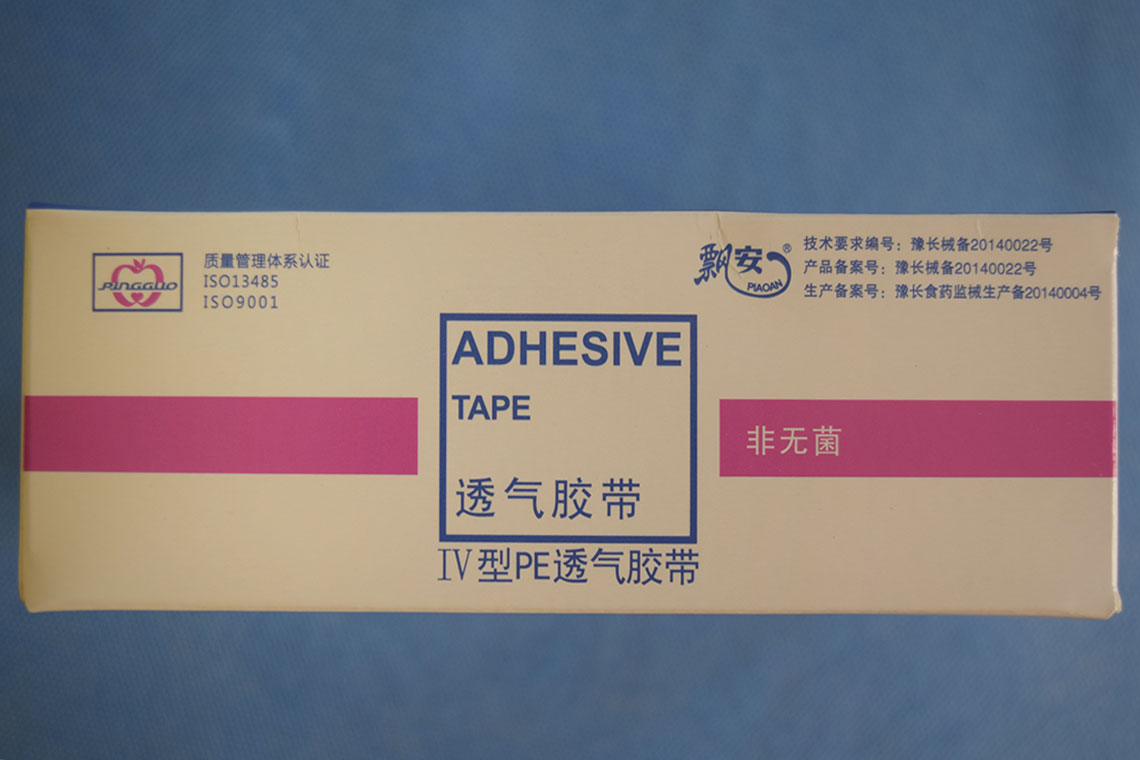 PINGGUO
质量管理体系认证
ISO13485
ISO9001
飘安®
PIAOAN
技术要求编号：豫长械备20140022号
产品备案号：豫长械备20140022号
生产备案号：豫长食药监械生产备20140004号
ADHESIVE
TAPE
透气胶带
非无菌
IV型PE透气胶带